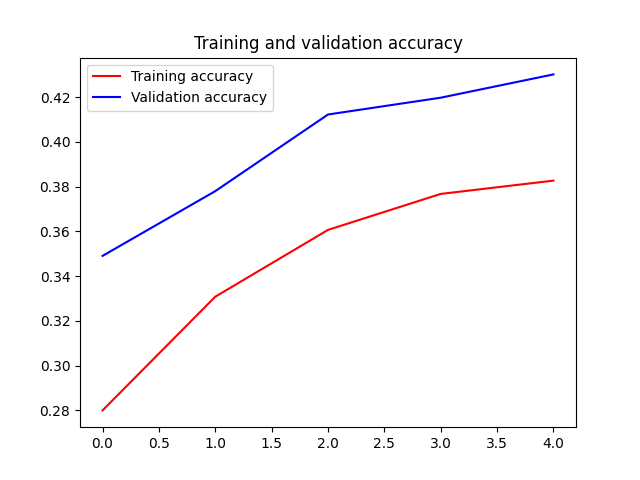 Training and validation accuracy
Training accuracy
Validation accuracy
0.42
0.40
0.38
0.36
0.34
0.32
0.30
0.28
0.0 0.5 1.0 1.5 2.0 2.5 3.0 3.5 4.0